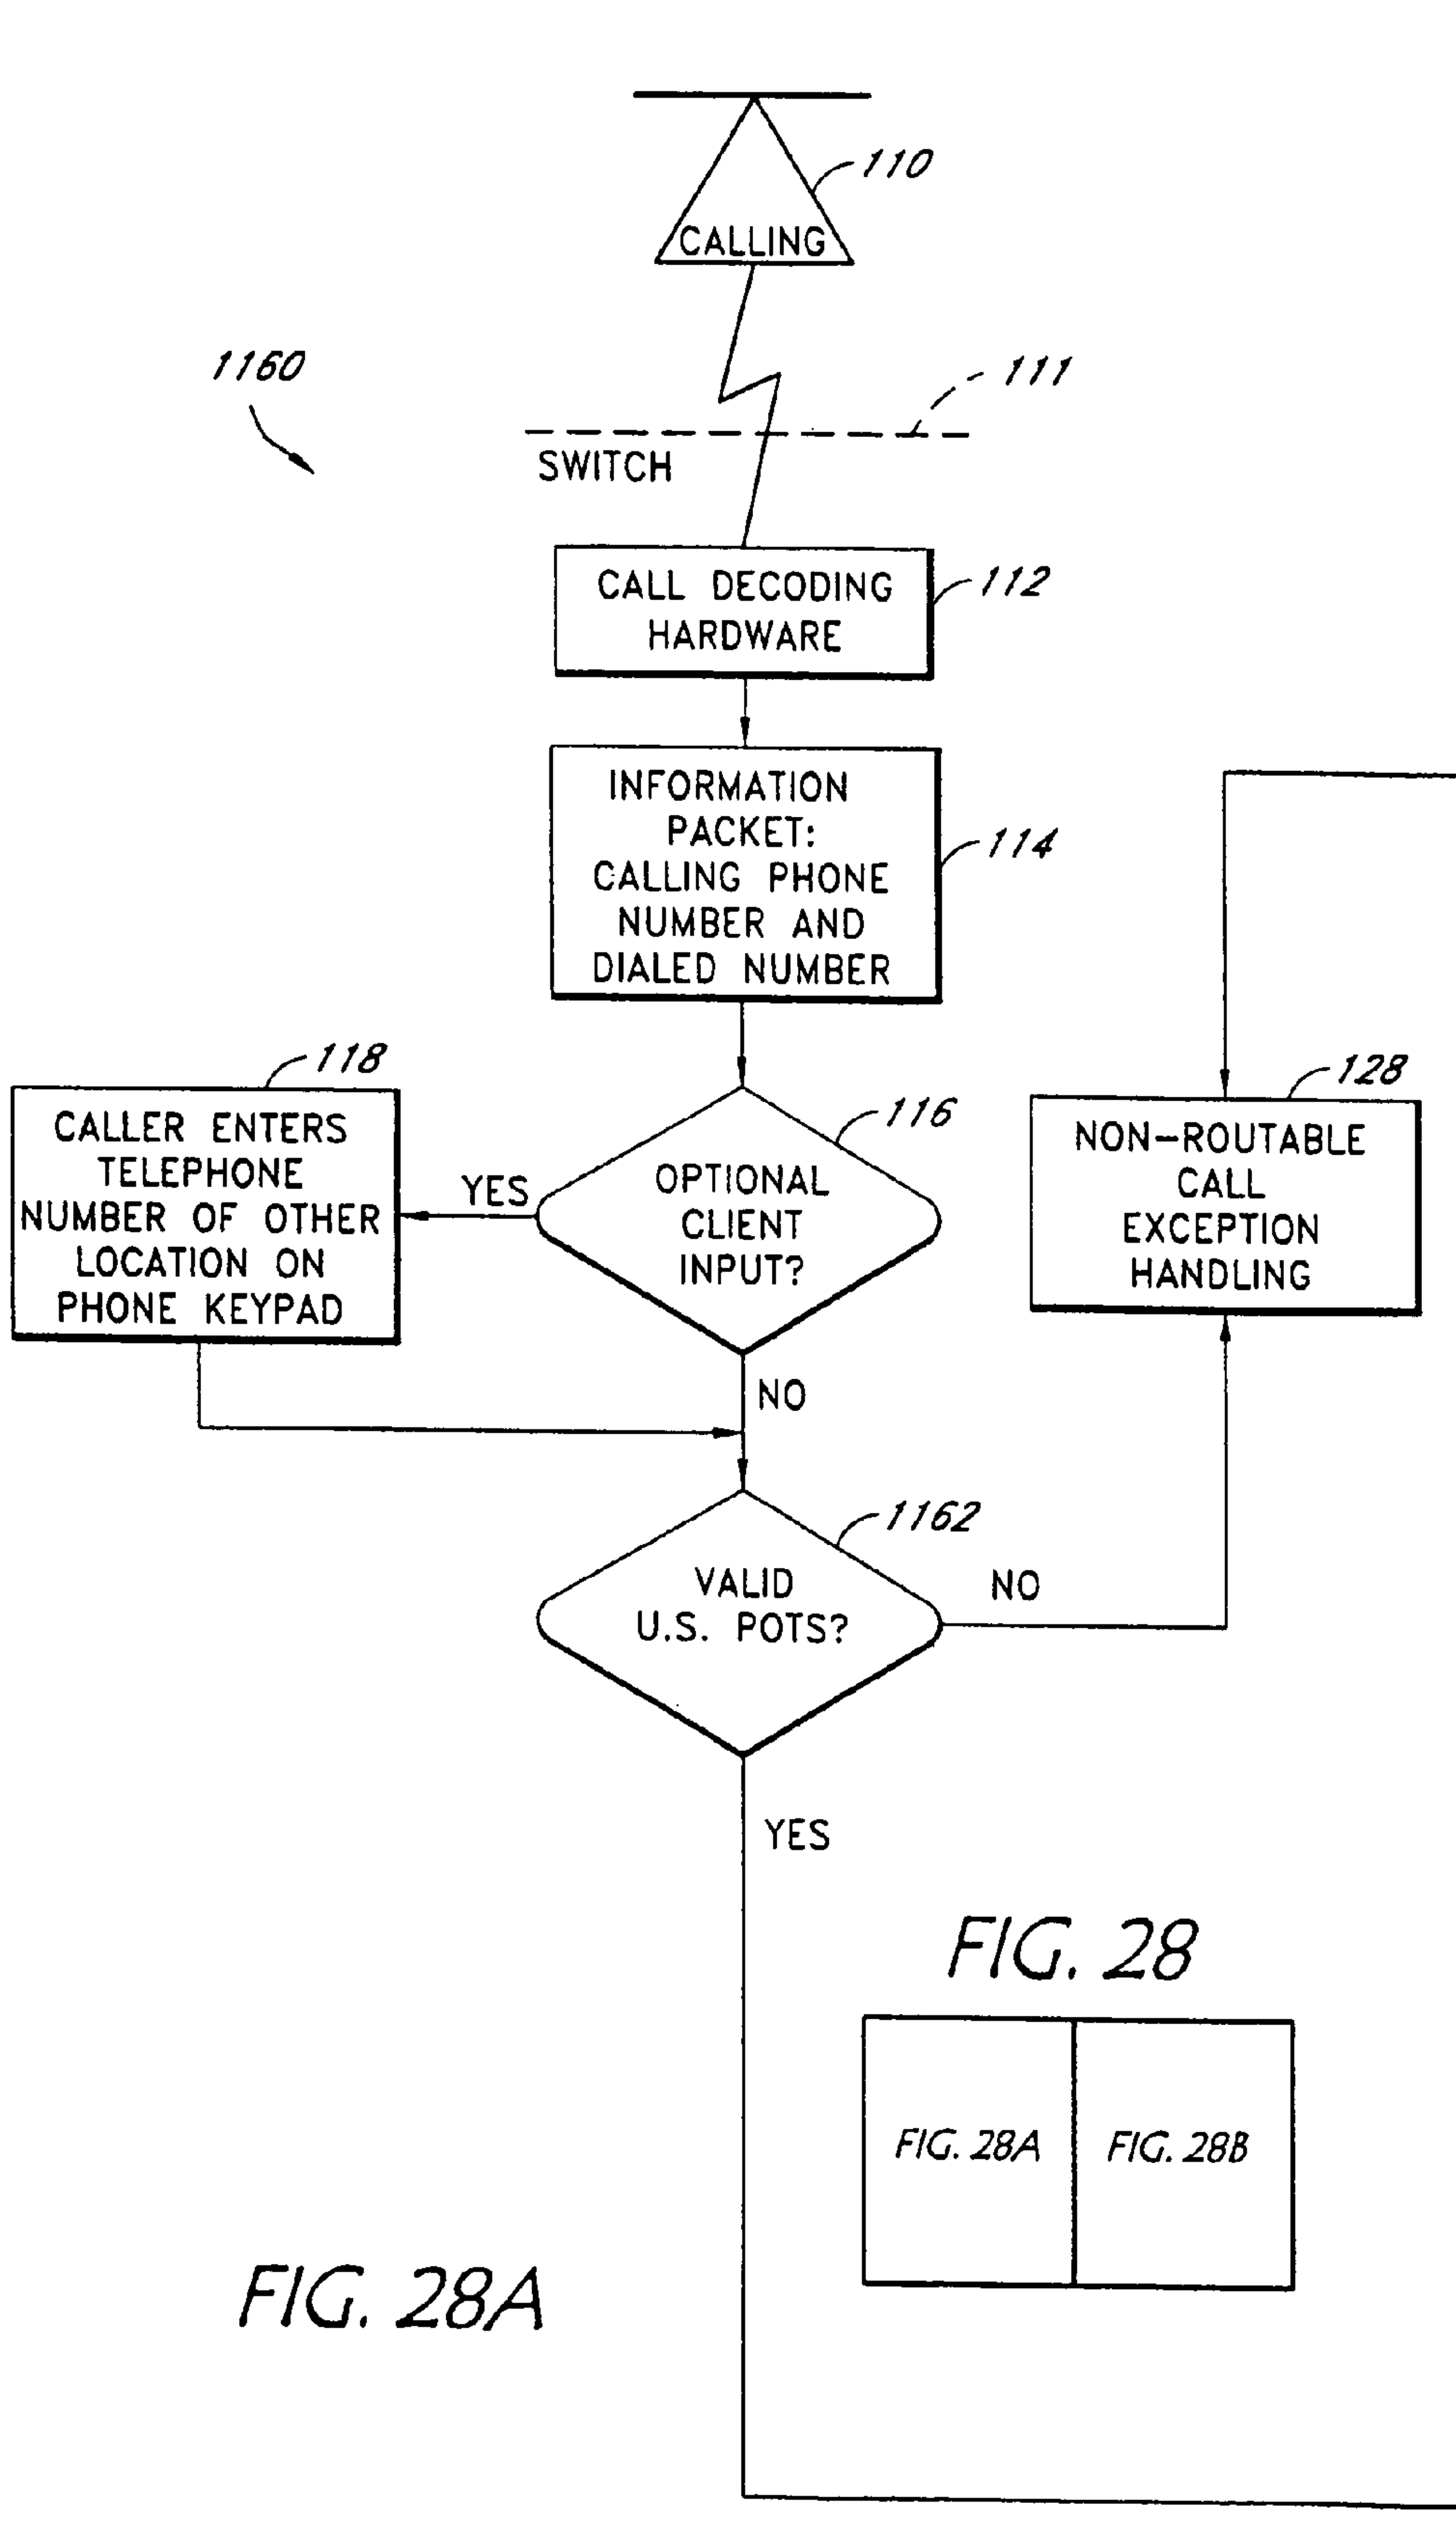 110
CALLING
1160
111
SWITCH
CALL DECODING
HARDWARE
112
INFORMATION
PACKET:
CALLING PHONE
NUMBER AND
DIALED NUMBER
114
118
CALLER ENTERS
TELEPHONE
NUMBER OF OTHER
LOCATION ON
PHONE KEYPAD
YES
116
OPTIONAL
CLIENT
INPUT?
NO
128
NON-ROUTABLE
CALL
EXCEPTION
HANDLING
1162
VALID
U.S. POTS?
NO
YES
FIG. 28
FIG. 28A
FIG. 28B
FIG. 28A